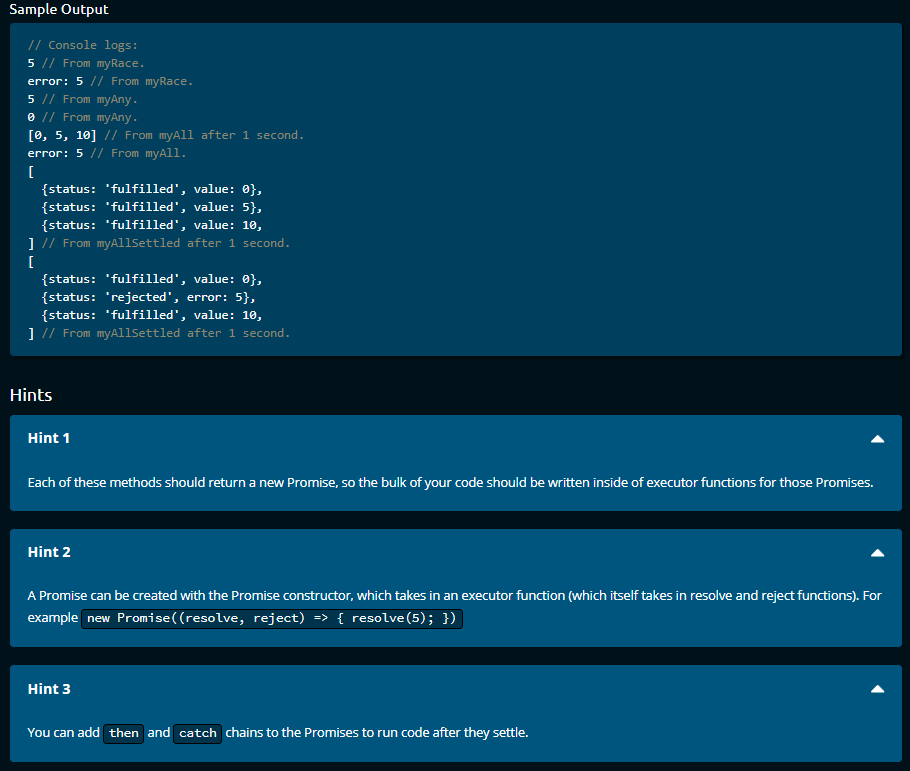 Sample Output
// Console logs:
5 // From myRace.
error: 5 // From myRace.
5 // From myAny.
0 // From myAny.
[0, 5, 10] // From myAll after 1 second.
error: 5 // From myAll.
[
  {status: 'fulfilled', value: 0},
  {status: 'fulfilled', value: 5},
  {status: 'fulfilled', value: 10,
] // From myAllSettled after 1 second.
[
  {status: 'fulfilled', value: 0},
  {status: 'rejected', error: 5},
  {status: 'fulfilled', value: 10,
] // From myAllSettled after 1 second.
Hints
Hint 1
Each of these methods should return a new Promise, so the bulk of your code should be written inside of executor functions for those Promises.
Hint 2
A Promise can be created with the Promise constructor, which takes in an executor function (which itself takes in resolve and reject functions). For
example new Promise((resolve, reject) => { resolve(5); })
Hint 3
You can add then and catch chains to the Promises to run code after they settle.